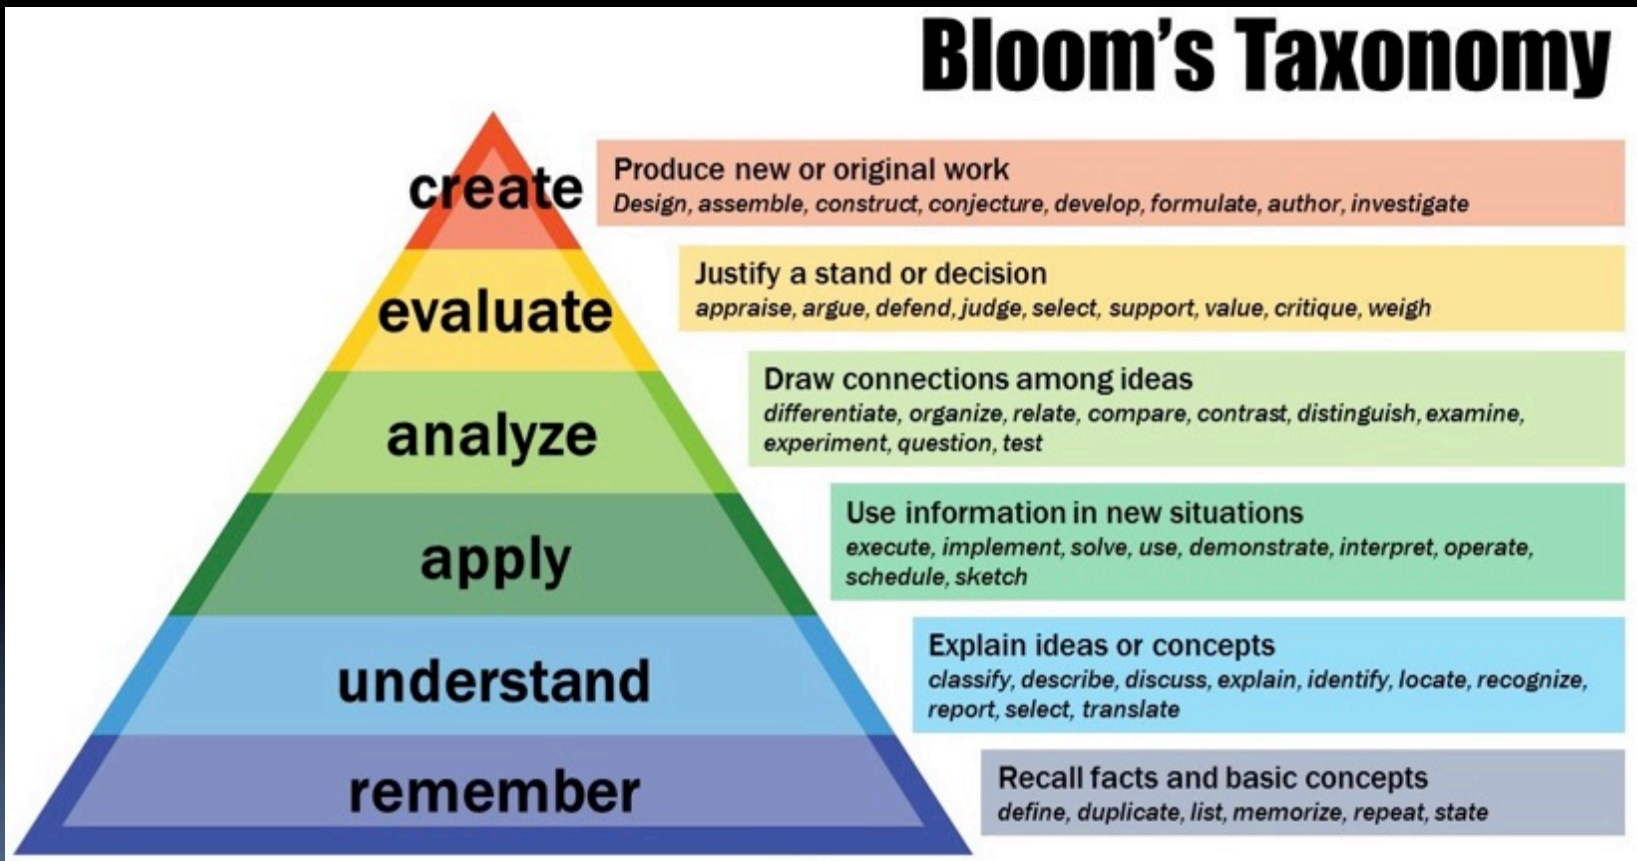 Bloom's Taxonomy
create
Produce new or original work
Design, assemble, construct, conjecture, develop, formulate, author, investigate
evaluate
Justify a stand or decision
appraise, argue, defend, judge, select, support, value, critique, weigh
analyze
Draw connections among ideas
differentiate, organize, relate, compare, contrast, distinguish, examine,
experiment, question, test
apply
Use information in new situations
execute, implement, solve, use, demonstrate, interpret, operate,
schedule, sketch
understand
Explain ideas or concepts
classify, describe, discuss, explain, identify, locate, recognize,
report, select, translate
remember
Recall facts and basic concepts
define, duplicate, list, memorize, repeat, state